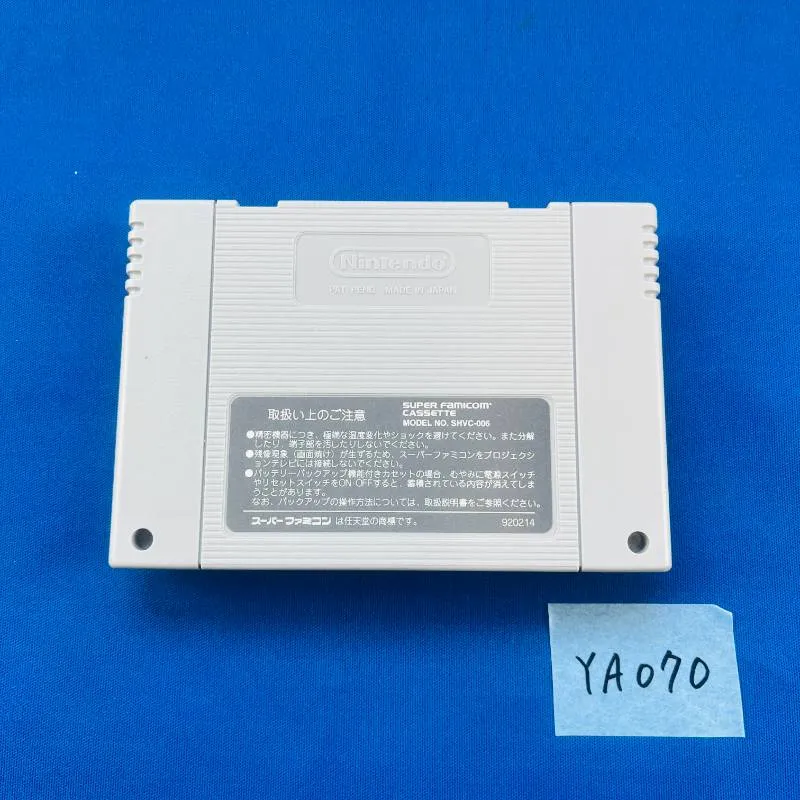 Nintendo
PAT. PEND. MADE IN JAPAN
取扱い上のご注意
SUPER FAMICOM
CASSETTE
MODEL NO. SHVC-006
●精密機器につき、極端な温度変化やショックを避けてください。また分解
したり、端子部を汚したりしないでください。
●残像現象（画面焼け）が生ずるため、スーパーファミコンをプロジェクシ
ョンテレビには接続しないでください。
●バッテリーバックアップ機能付きカセットの場合、むやみに電源スイッチ
やリセットスイッチをON OFFすると、蓄積されている内容が消えてしま
うことがあります。
なお、バックアップの操作方法については、取扱説明書をご参照ください。
スーパーファミコン は任天堂の商標です。 920214
YA070